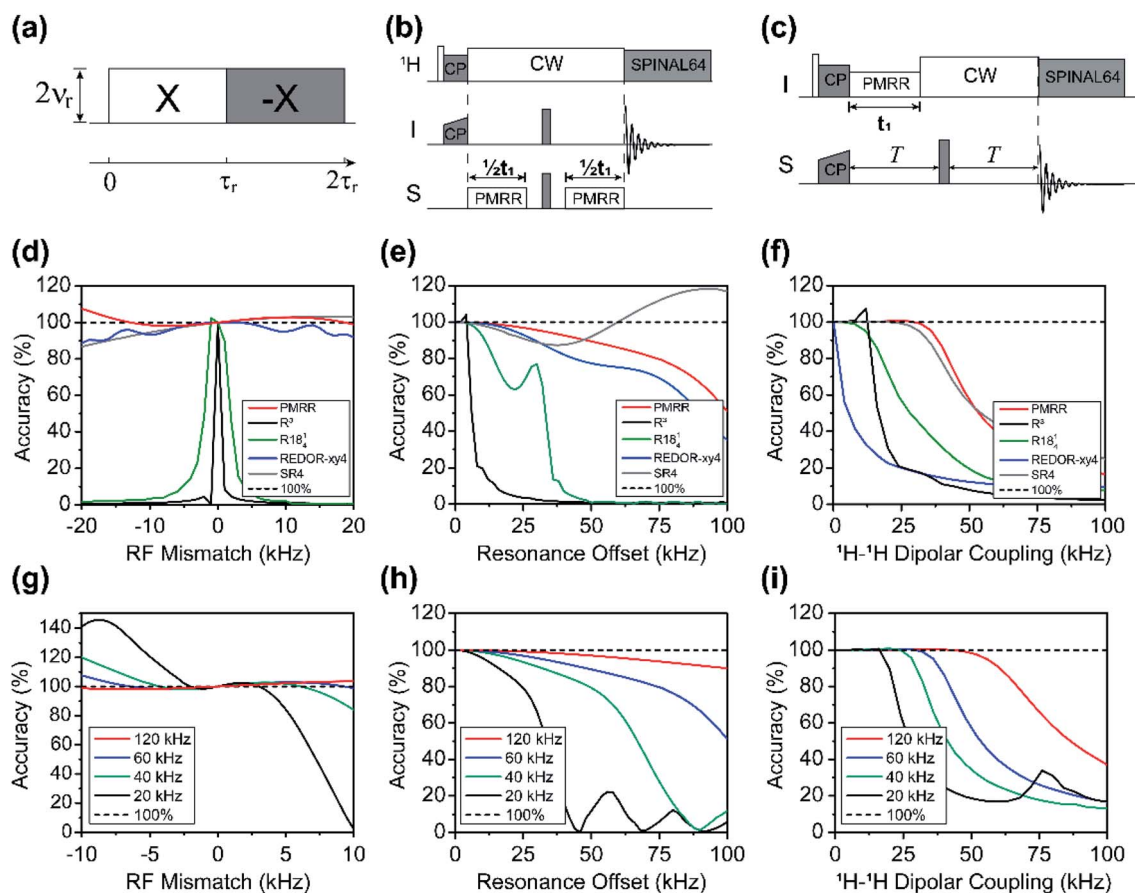 (a)
2νr
X
-X
0
τr
2τr
(b)
¹H
CP
CW
SPINAL64
I
CP
½t₁
½t₁
S
PMRR
PMRR
(c)
I
CP
PMRR
CW
SPINAL64
t₁
S
CP
T
T
(d)
Accuracy (%)
120
100
80
60
40
20
0
PMRR
R³
R18₄¹
REDOR-xy4
SR4
100%
-20
-10
0
10
20
RF Mismatch (kHz)
(e)
Accuracy (%)
120
100
80
60
40
20
0
PMRR
R³
R18₄¹
REDOR-xy4
SR4
100%
0
25
50
75
100
Resonance Offset (kHz)
(f)
Accuracy (%)
120
100
80
60
40
20
0
PMRR
R³
R18₄¹
REDOR-xy4
SR4
100%
0
25
50
75
100
¹H-¹H Dipolar Coupling (kHz)
(g)
Accuracy (%)
140
120
100
80
60
40
20
0
120 kHz
60 kHz
40 kHz
20 kHz
100%
-10
-5
0
5
10
RF Mismatch (kHz)
(h)
Accuracy (%)
120
100
80
60
40
20
0
120 kHz
60 kHz
40 kHz
20 kHz
100%
0
25
50
75
100
Resonance Offset (kHz)
(i)
Accuracy (%)
120
100
80
60
40
20
0
120 kHz
60 kHz
40 kHz
20 kHz
100%
0
25
50
75
100
¹H-¹H Dipolar Coupling (kHz)